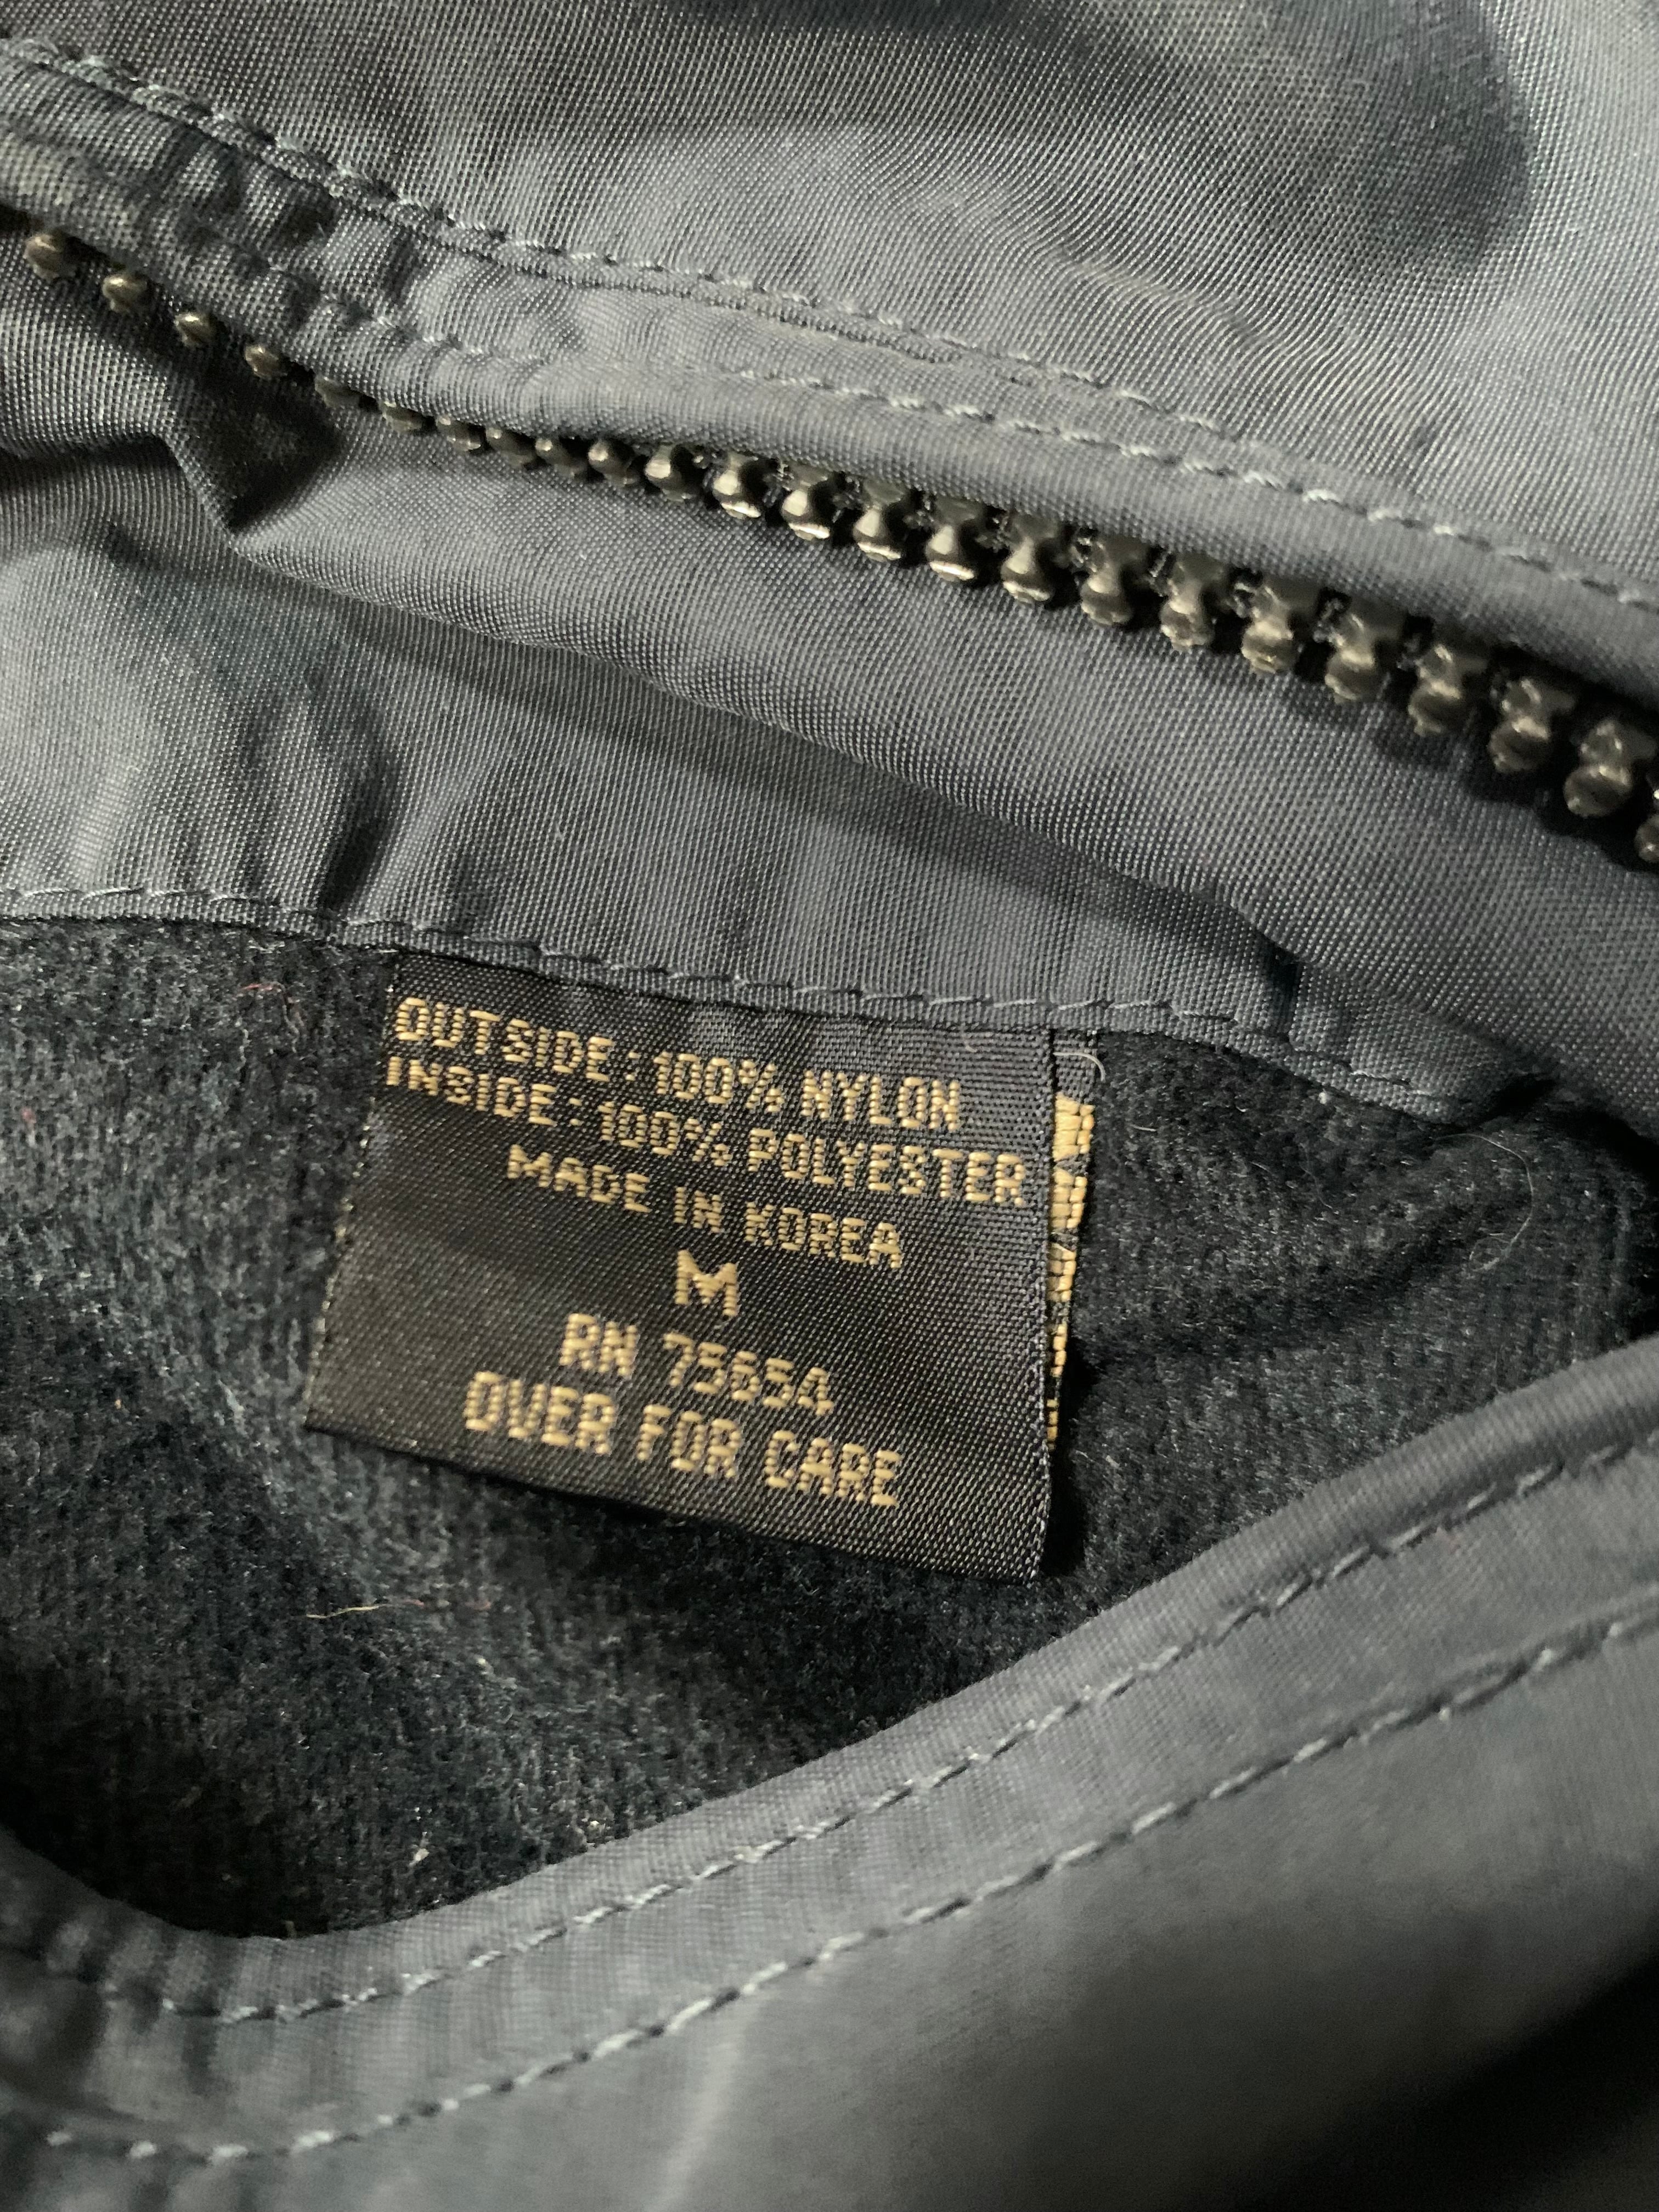 OUTSIDE : 100% NYLON
INSIDE : 100% POLYESTER
MADE IN KOREA
M
RN 75654
OVER FOR CARE